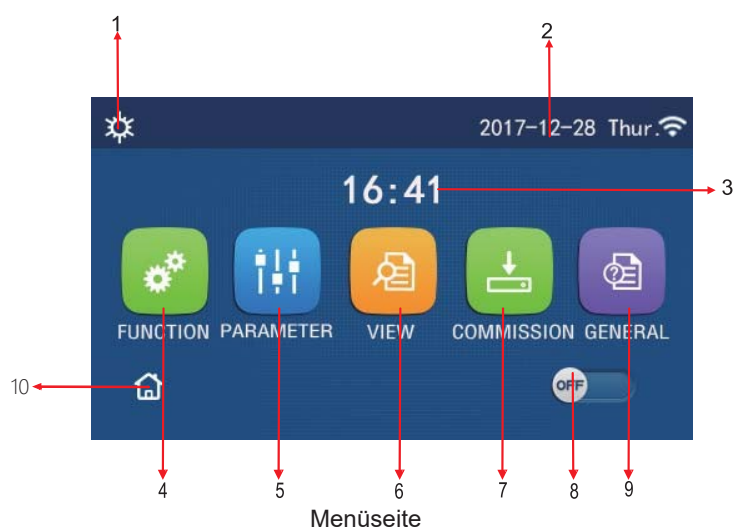 1
2
2017-12-28 Thur.
16:41
3
FUNCTION PARAMETER VIEW COMMISSION GENERAL
10
OFF
4 5 6 7 8 9
Menüseite